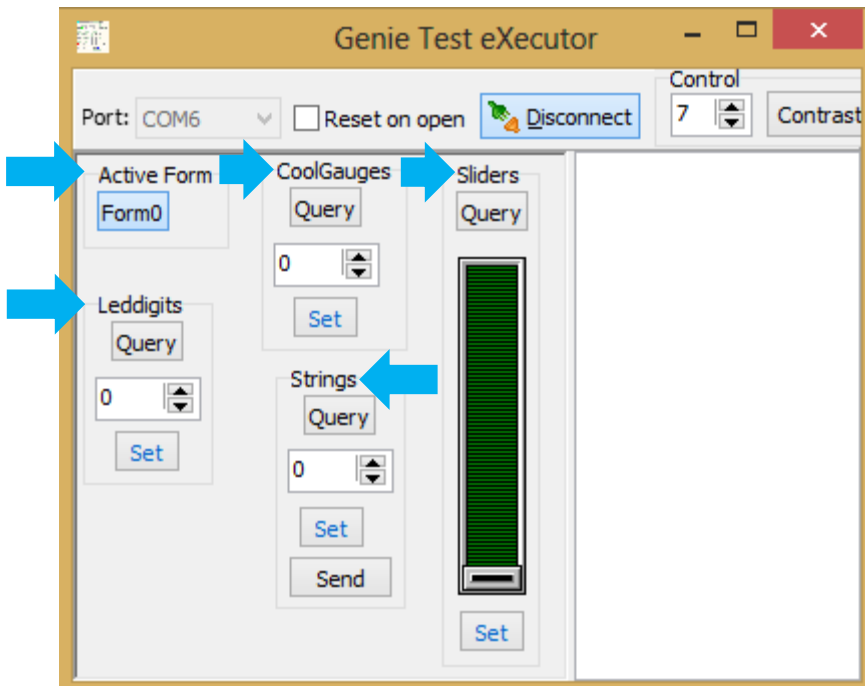 Genie Test eXecutor
Port: COM6 Reset on open Disconnect
Control
7 Contrast
Active Form
Form0
CoolGauges
Query
0
Set
Sliders
Query
Set
Leddigits
Query
0
Set
Strings
Query
0
Set
Send